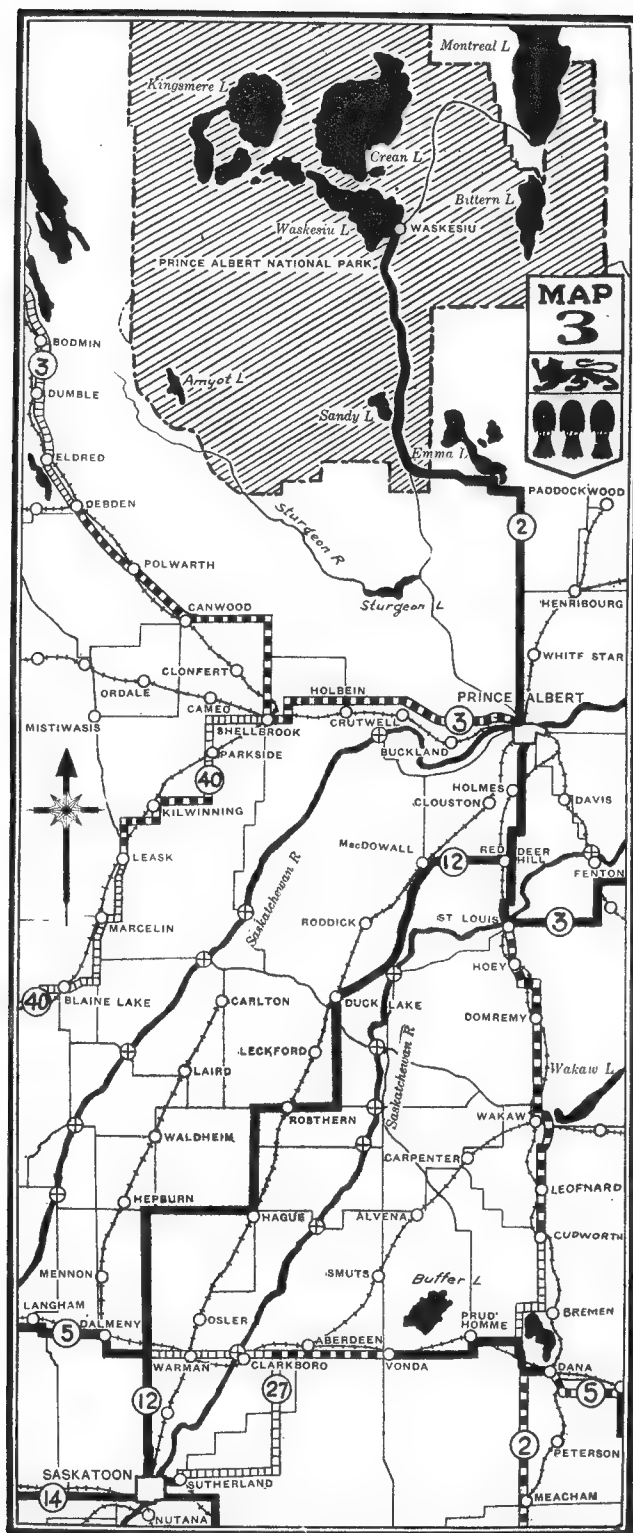 Montreal L
Kingsmere L
Crean L
Bittern L
Waskesiu L
WASKESIU
PRINCE ALBERT NATIONAL PARK
MAP
3
BODMIN
3
DUMBLE
Amyot L
Sandy L
Emma L
ELDRED
DEBDEN
PADDOCKWOOD
2
Sturgeon R
POLWARTH
HENRIBOURG
Sturgeon L
CANWOOD
WHITE STAR
CLONFERT
ORDALE
CAMEO
HOLBEIN
PRINCE ALBERT
MISTIWASIS
SHELLBROOK
CRUTWELL
3
BUCKLAND
PARKSIDE
40
HOLMES
CLOUSTON
DAVIS
KILWINNING
MACDOWALL
12
RED DEER
HILL
FENTON
LEASK
Saskatchewan R
MARCELIN
RODDICK
ST LOUIS
3
HOEY
40
BLAINE LAKE
CARLTON
DUCK LAKE
DOMREMY
LECKFORD
Saskatchewan R
LAIRD
Wakaw L
ROSTHERN
WAKAW
WALDHEIM
CARPENTER
LEOFNARD
HEPBURN
HAGUE
ALVENA
CUDWORTH
MENNON
SMUTS
Buffer L
LANGHAM
OSLER
BREMEN
DALMENY
5
ABERDEEN
PRUD'
HOMME
WARMAN
CLARKBORO
VONDA
DANA
12
27
5
2
PETERSON
SASKATOON
SUTHERLAND
14
MEACHAM
NUTANA